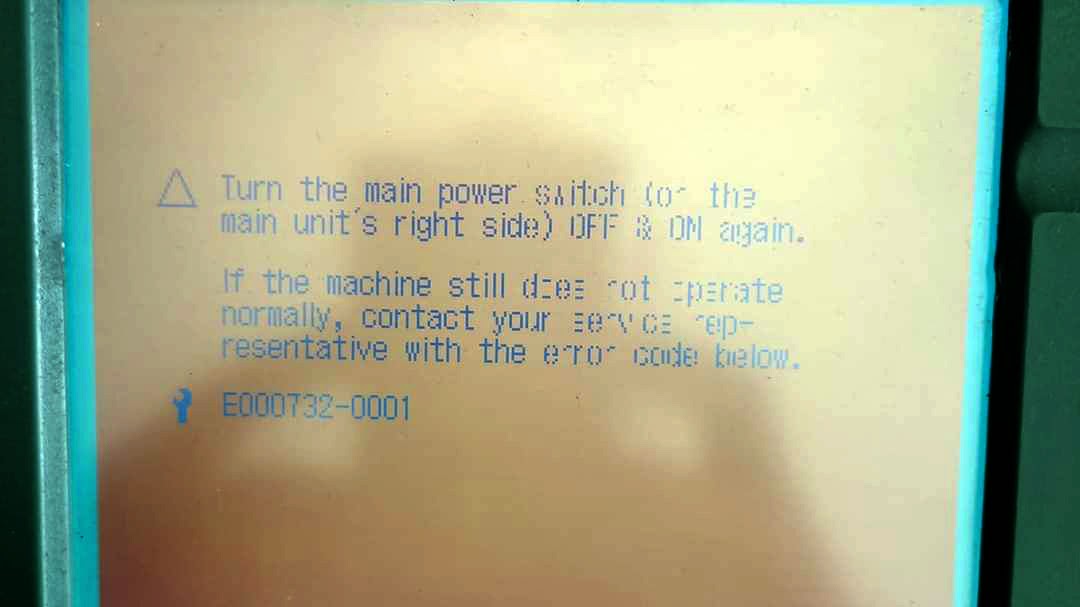 Turn the main power switch (on the
main unit's right side) OFF & ON again.
If the machine still does not operate
normally, contact your service rep-
resentative with the error code below.
E000732-0001